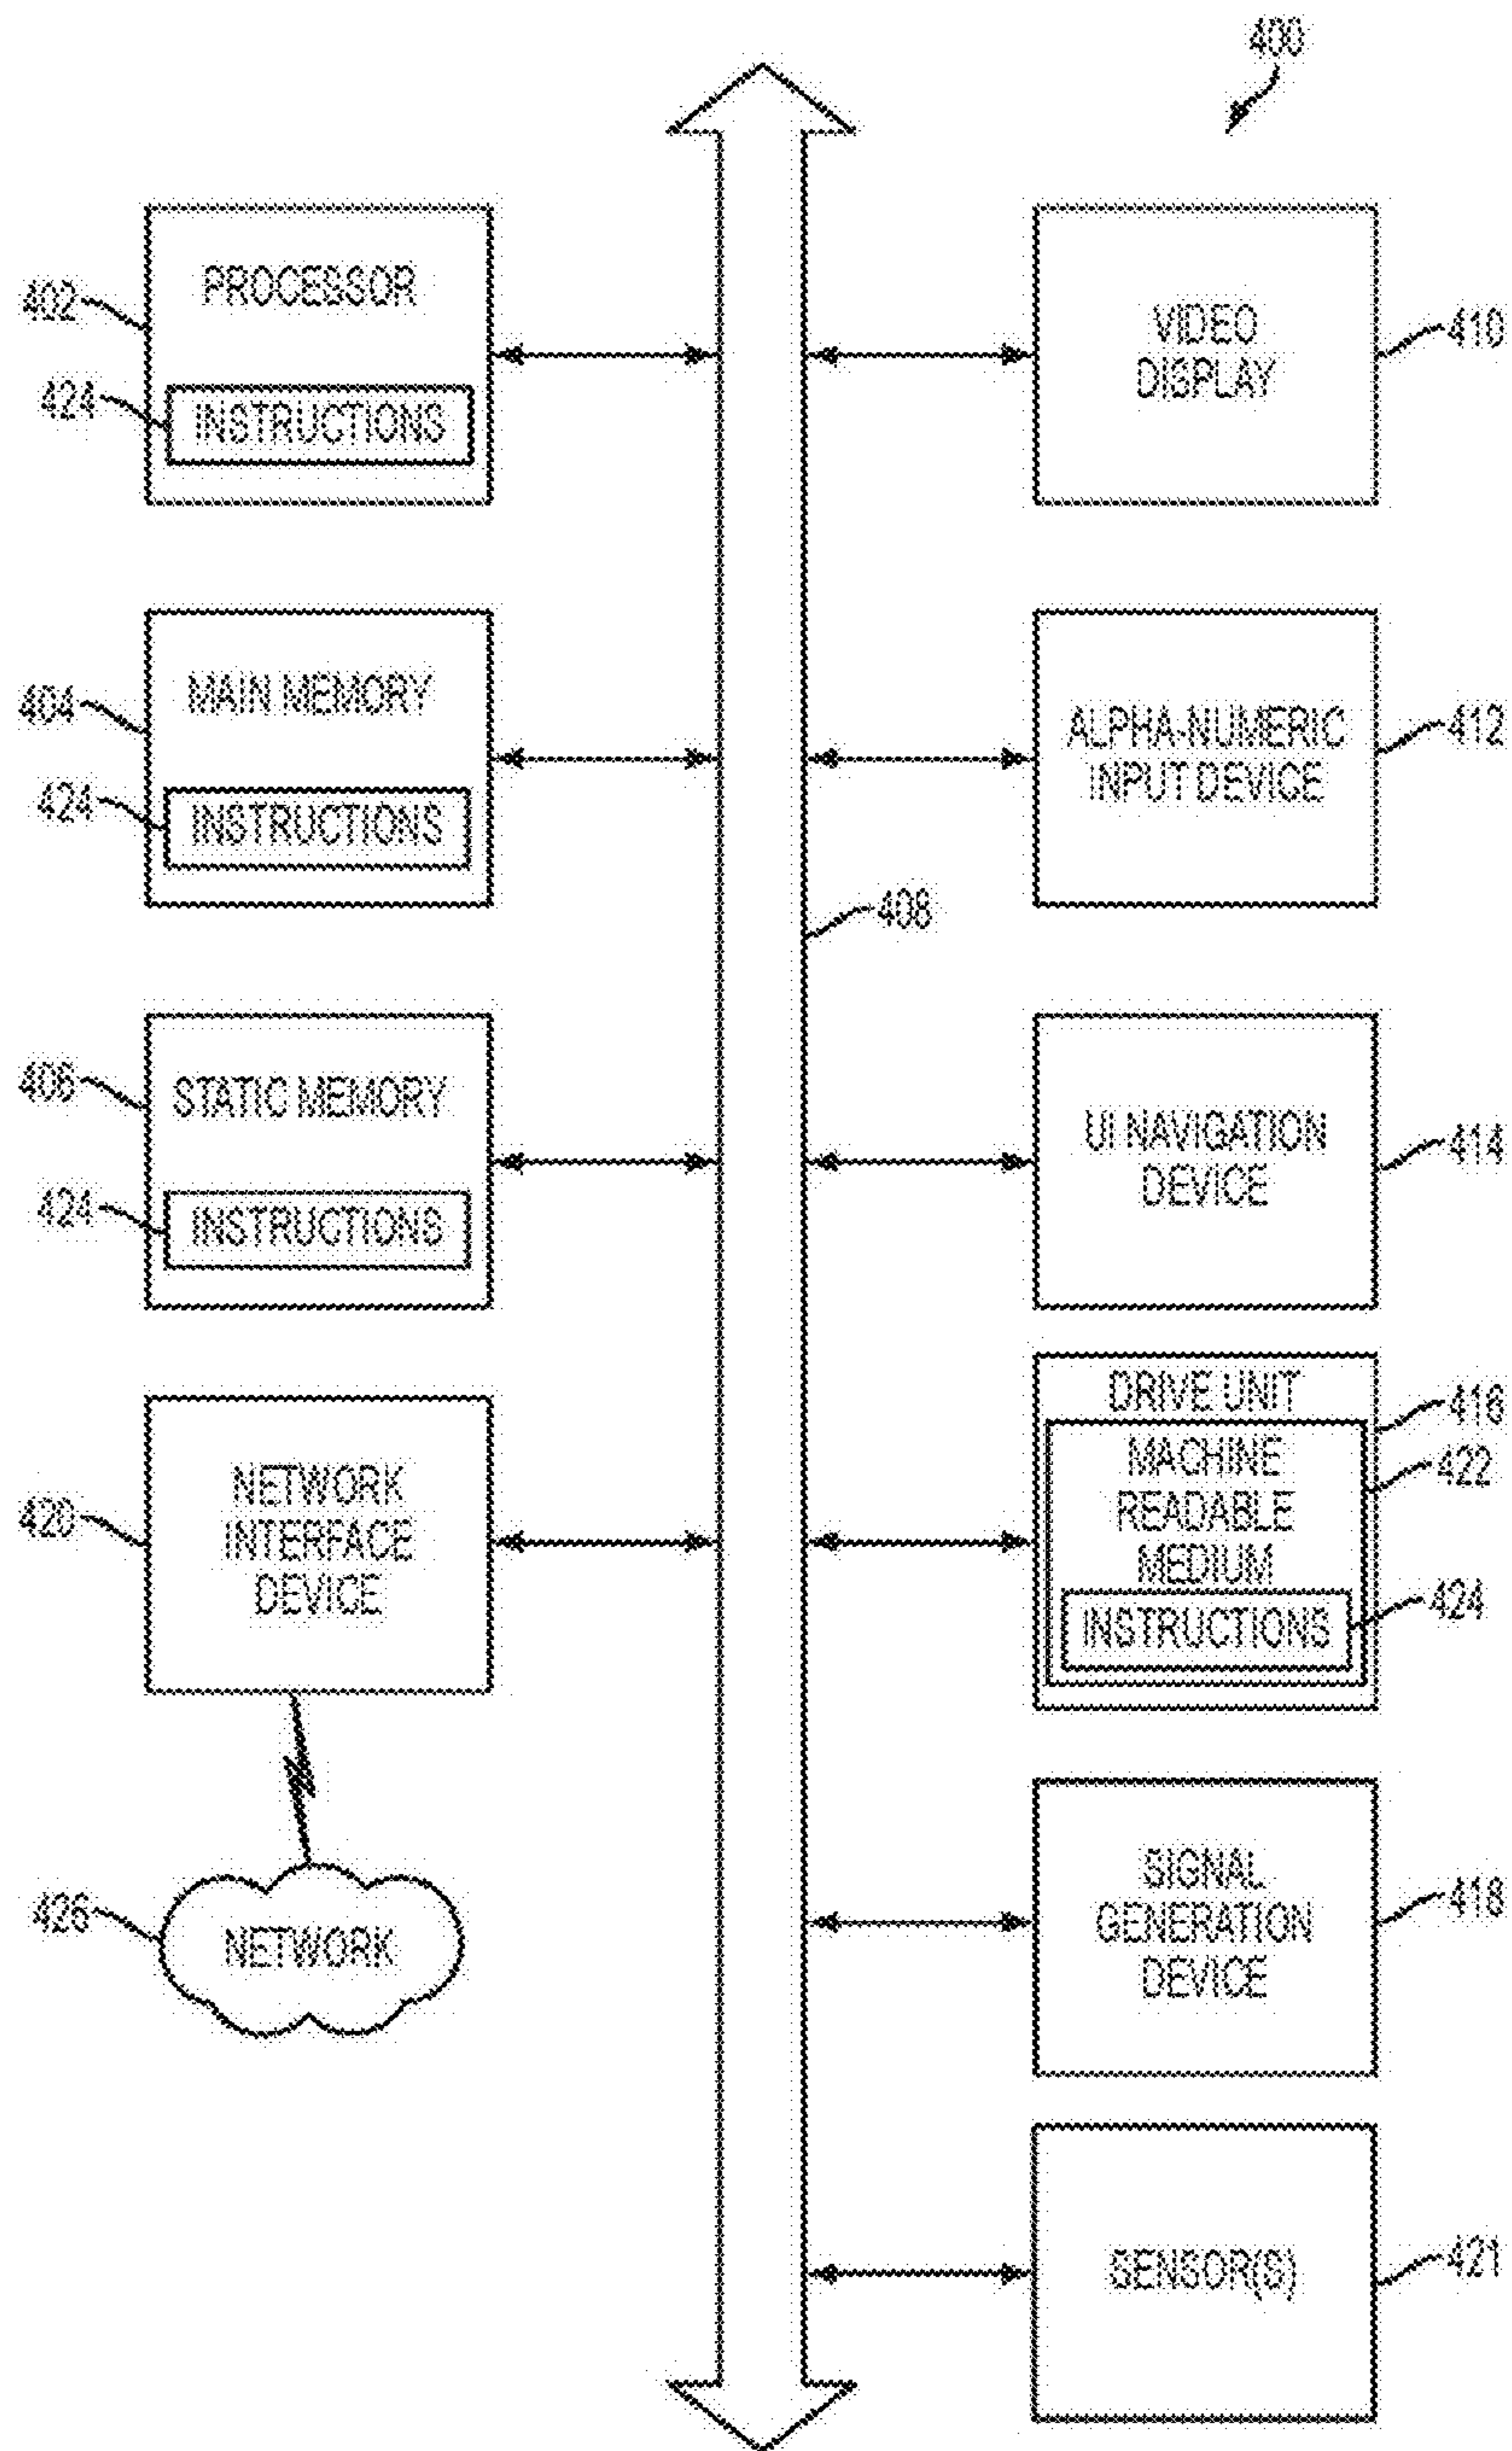 400
402
PROCESSOR
424
INSTRUCTIONS
404
MAIN MEMORY
424
INSTRUCTIONS
406
STATIC MEMORY
424
INSTRUCTIONS
420
NETWORK
INTERFACE
DEVICE
426
NETWORK
408
VIDEO
DISPLAY
410
ALPHA-NUMERIC
INPUT DEVICE
412
UI NAVIGATION
DEVICE
414
DRIVE UNIT
416
MACHINE
READABLE
MEDIUM
422
INSTRUCTIONS
424
SIGNAL
GENERATION
DEVICE
418
SENSOR(S)
421